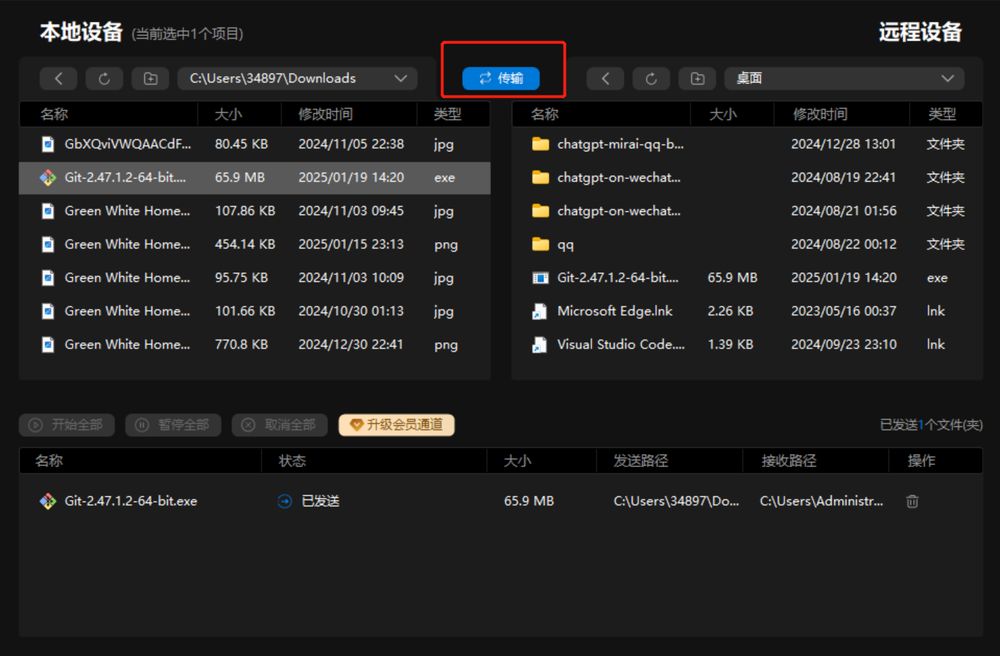 本地设备 (当前选中1个项目) 远程设备
C:\Users\34897\Downloads 传输 桌面
名称 大小 修改时间 类型 名称 大小 修改时间 类型
GbXQviVWQAACdF... 80.45 KB 2024/11/05 22:38 jpg chatgpt-mirai-qq-b... 2024/12/28 13:01 文件夹
Git-2.47.1.2-64-bit.... 65.9 MB 2025/01/19 14:20 exe chatgpt-on-wechat... 2024/08/19 22:41 文件夹
Green White Home... 107.86 KB 2024/11/03 09:45 jpg chatgpt-on-wechat... 2024/08/21 01:56 文件夹
Green White Home... 454.14 KB 2025/01/15 23:13 png qq 2024/08/22 00:12 文件夹
Green White Home... 95.75 KB 2024/11/03 10:09 jpg Git-2.47.1.2-64-bit.... 65.9 MB 2025/01/19 14:20 exe
Green White Home... 101.66 KB 2024/10/30 01:13 jpg Microsoft Edge.lnk 2.26 KB 2023/05/16 00:37 lnk
Green White Home... 770.8 KB 2024/12/30 22:41 png Visual Studio Code.... 1.39 KB 2024/09/23 23:10 lnk
开始全部 暂停全部 取消全部 升级会员通道 已发送1个文件(夹)
名称 状态 大小 发送路径 接收路径 操作
Git-2.47.1.2-64-bit.exe 已发送 65.9 MB C:\Users\34897\Do... C:\Users\Administr...